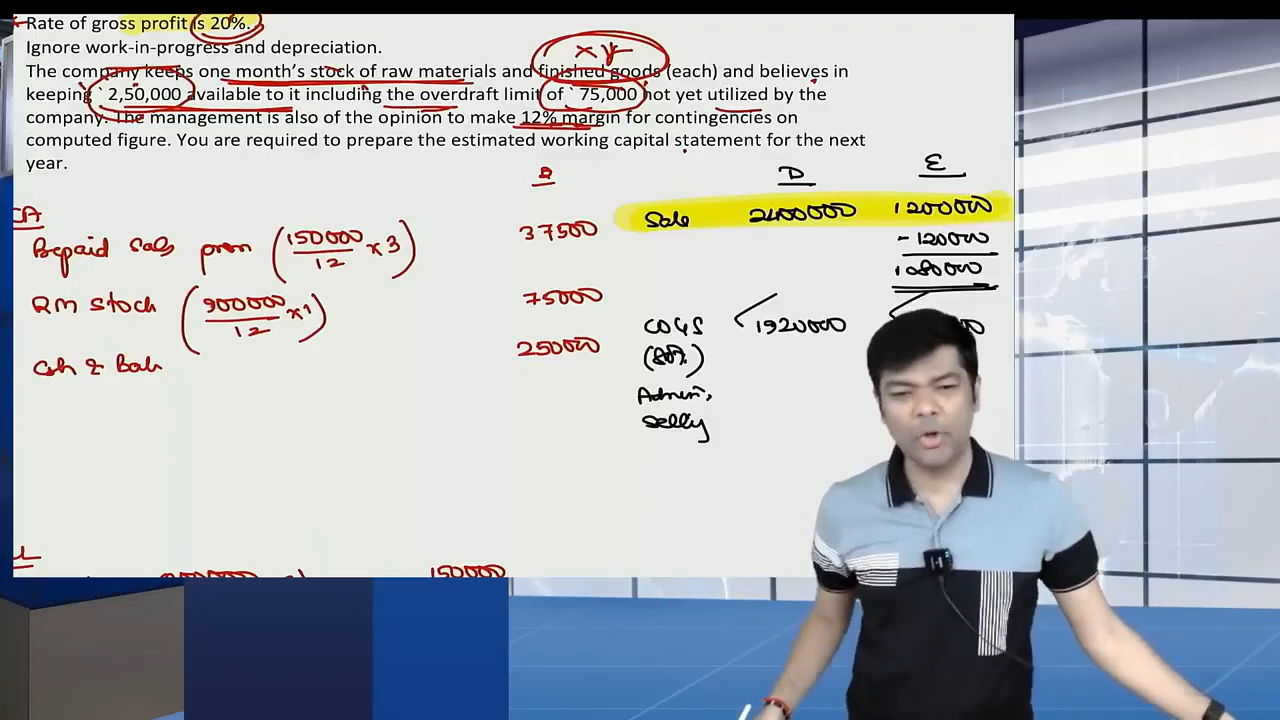 Rate of gross profit is 20%.
Ignore work-in-progress and depreciation.
The company keeps one month's stock of raw materials and finished goods (each) and believes in
keeping ` 2,50,000 available to it including the overdraft limit of ` 75,000 not yet utilized by the
company. The management is also of the opinion to make 12% margin for contingencies on
computed figure. You are required to prepare the estimated working capital statement for the next
year.
D E
CA
Sale 2400000 1200000
Prepaid Sales prom (150000/12 x 3) 37500
- 120000
1080000
RM Stock (900000/12 x 1) 75000
COGS 1920000
(80%)
250000
Admin,
Selling
150000